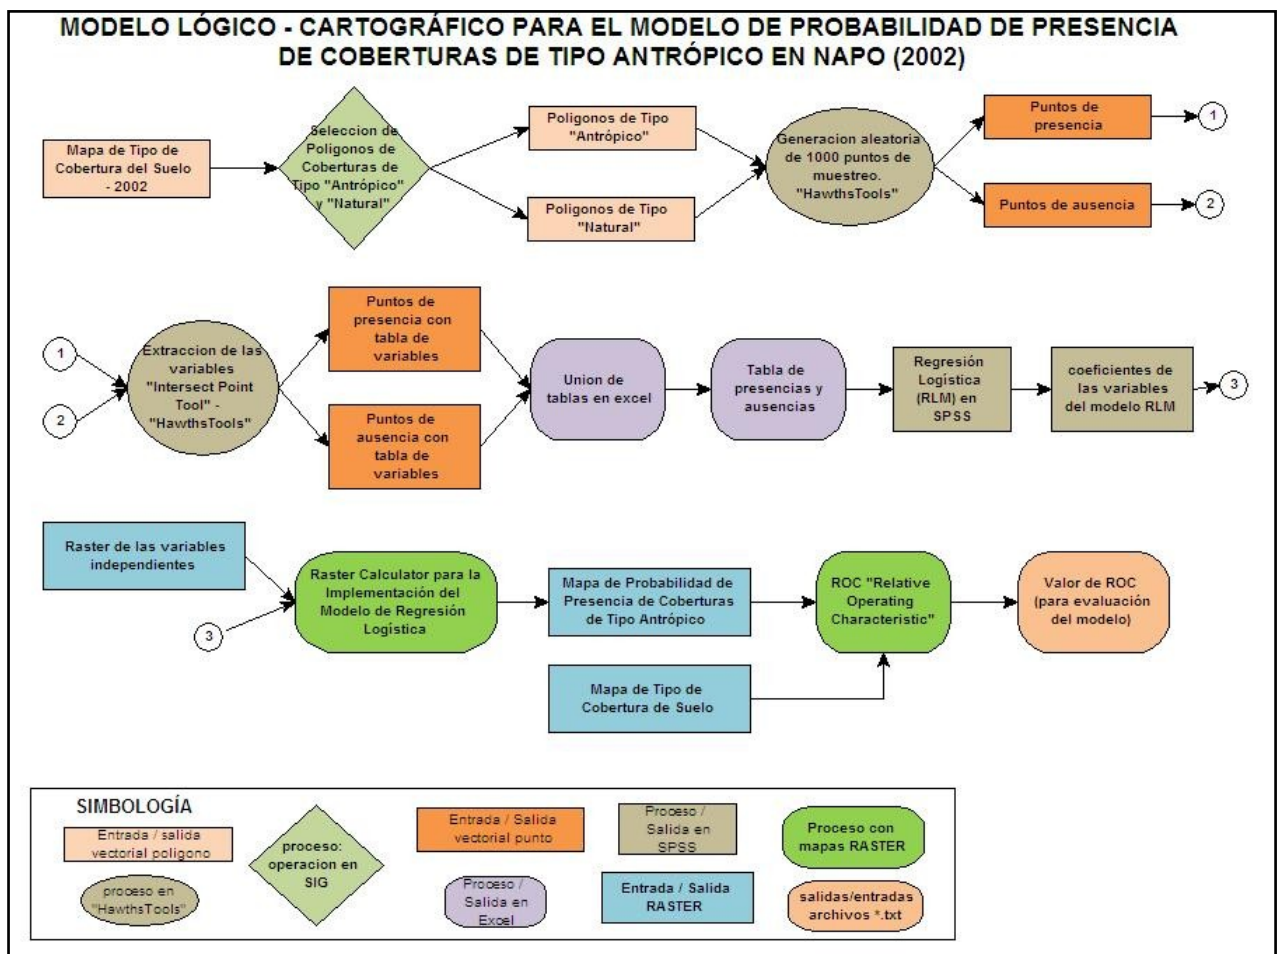 MODELO LÓGICO - CARTOGRÁFICO PARA EL MODELO DE PROBABILIDAD DE PRESENCIA
DE COBERTURAS DE TIPO ANTRÓPICO EN NAPO (2002)
Mapa de Tipo de
Cobertura del Suelo
- 2002
Seleccion de
Poligonos de
Coberturas de
Tipo "Antrópico"
y "Natural"
Poligonos de Tipo
"Antrópico"
Poligonos de Tipo
"Natural"
Generacion aleatoria
de 1000 puntos de
muestreo.
"HawthsTools"
Puntos de
presencia
1
Puntos de ausencia
2
1
2
Extraccion de las
variables
"Intersect Point
Tool" -
"HawthsTools"
Puntos de
presencia con
tabla de
variables
Puntos de
ausencia con
tabla de
variables
Union de
tablas en excel
Tabla de
presencias y
ausencias
Regresión
Logística
(RLM) en
SPSS
coeficientes de
las variables
del modelo RLM
3
Raster de las variables
independientes
3
Raster Calculator para la
Implementación del
Modelo de Regresión
Logística
Mapa de Probabilidad de
Presencia de Coberturas
de Tipo Antrópico
Mapa de Tipo de
Cobertura de Suelo
ROC "Relative
Operating
Characteristic"
Valor de ROC
(para evaluación
del modelo)
SIMBOLOGÍA
Entrada / salida
vectorial poligono
proceso en
"HawthsTools"
proceso:
operacion en
SIG
Entrada / Salida
vectorial punto
Proceso /
Salida en
Excel
Proceso /
Salida en
SPSS
Entrada / Salida
RASTER
Proceso con
mapas RASTER
salidas/entradas
archivos *.txt